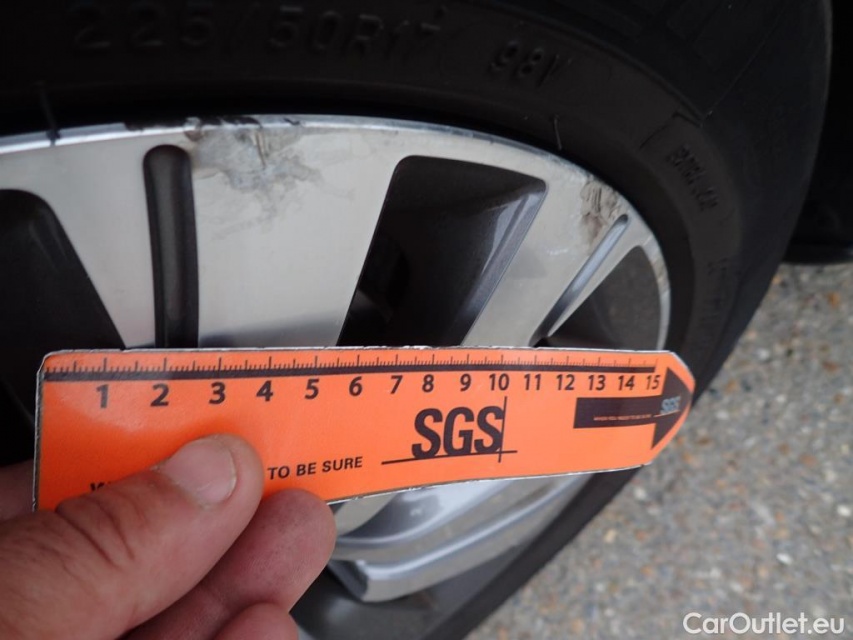 225/50R17 98V
1 2 3 4 5 6 7 8 9 10 11 12 13 14 15
SGS
SGS
TO BE SURE
CarOutlet.eu